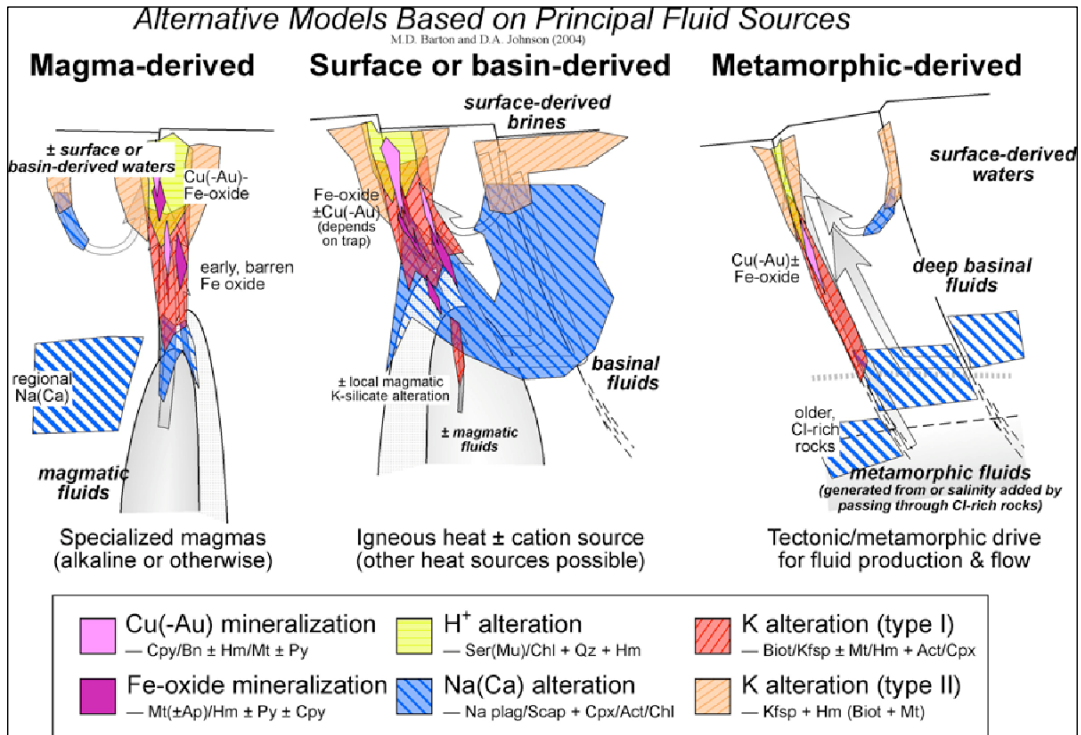 Alternative Models Based on Principal Fluid Sources
M.D. Barton and D.A. Johnson (2004)
Magma-derived
± surface or
basin-derived waters
Cu(-Au)-
Fe-oxide
early, barren
Fe oxide
regional
Na(Ca)
magmatic
fluids
Specialized magmas
(alkaline or otherwise)
Surface or basin-derived
surface-derived
brines
Fe-oxide
±Cu(-Au)
(depends
on trap)
basinal
fluids
± local magmatic
K-silicate alteration
± magmatic
fluids
Igneous heat ± cation source
(other heat sources possible)
Metamorphic-derived
surface-derived
waters
Cu(-Au)±
Fe-oxide
deep basinal
fluids
older,
Cl-rich
rocks
metamorphic fluids
(generated from or salinity added by
passing through Cl-rich rocks)
Tectonic/metamorphic drive
for fluid production & flow
Cu(-Au) mineralization
— Cpy/Bn ± Hm/Mt ± Py
H⁺ alteration
— Ser(Mu)/Chl + Qz + Hm
K alteration (type I)
— Biot/Kfsp ± Mt/Hm + Act/Cpx
Fe-oxide mineralization
— Mt(±Ap)/Hm ± Py ± Cpy
Na(Ca) alteration
— Na plag/Scap + Cpx/Act/Chl
K alteration (type II)
— Kfsp + Hm (Biot + Mt)